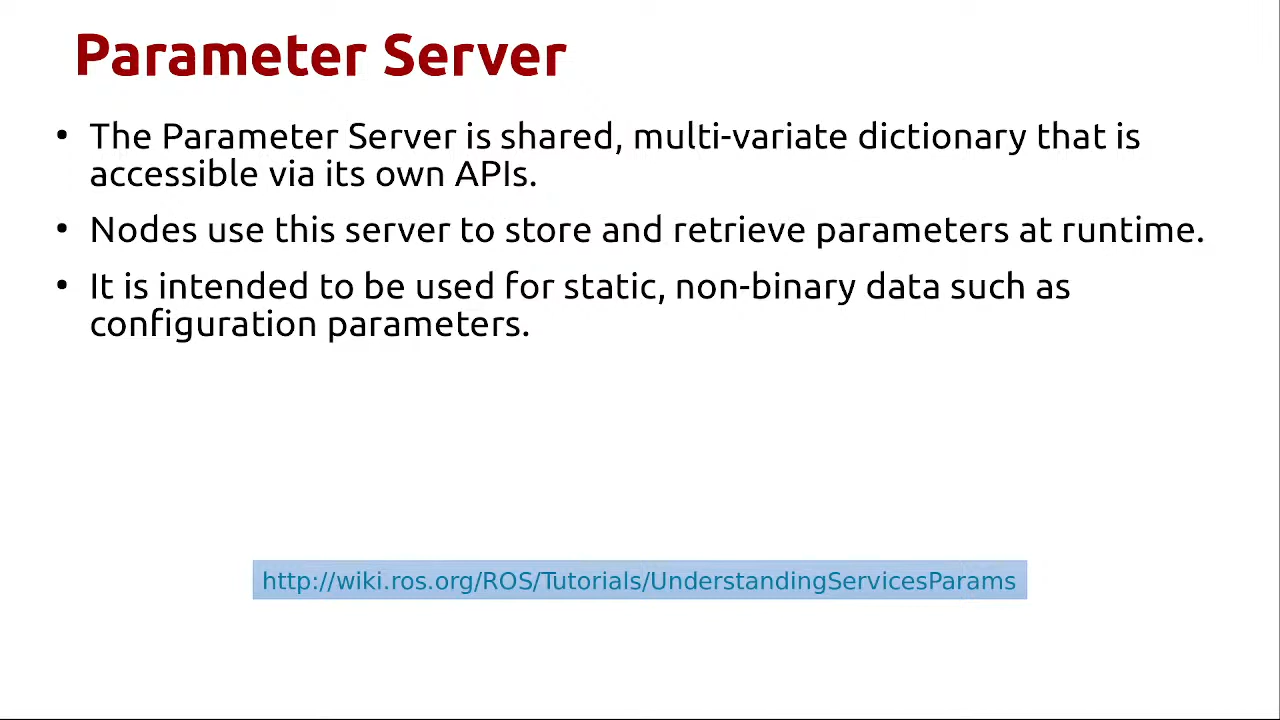 Parameter Server
• The Parameter Server is shared, multi-variate dictionary that is
accessible via its own APIs.
• Nodes use this server to store and retrieve parameters at runtime.
• It is intended to be used for static, non-binary data such as
configuration parameters.
http://wiki.ros.org/ROS/Tutorials/UnderstandingServicesParams